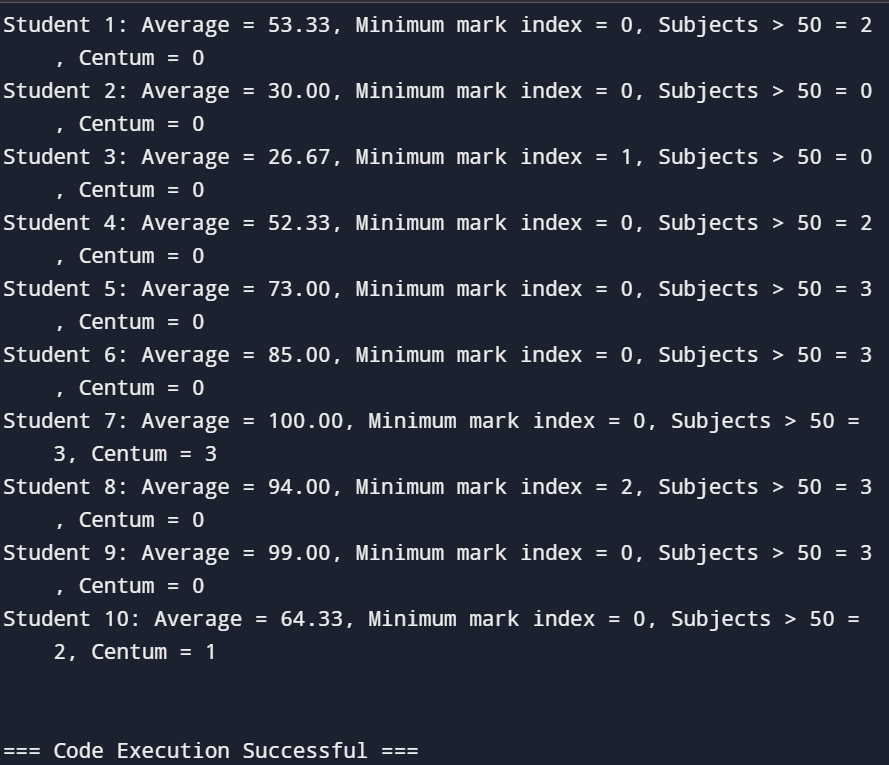 Student 1: Average = 53.33, Minimum mark index = 0, Subjects > 50 = 2
, Centum = 0
Student 2: Average = 30.00, Minimum mark index = 0, Subjects > 50 = 0
, Centum = 0
Student 3: Average = 26.67, Minimum mark index = 1, Subjects > 50 = 0
, Centum = 0
Student 4: Average = 52.33, Minimum mark index = 0, Subjects > 50 = 2
, Centum = 0
Student 5: Average = 73.00, Minimum mark index = 0, Subjects > 50 = 3
, Centum = 0
Student 6: Average = 85.00, Minimum mark index = 0, Subjects > 50 = 3
, Centum = 0
Student 7: Average = 100.00, Minimum mark index = 0, Subjects > 50 =
3, Centum = 3
Student 8: Average = 94.00, Minimum mark index = 2, Subjects > 50 = 3
, Centum = 0
Student 9: Average = 99.00, Minimum mark index = 0, Subjects > 50 = 3
, Centum = 0
Student 10: Average = 64.33, Minimum mark index = 0, Subjects > 50 =
2, Centum = 1
=== Code Execution Successful ===